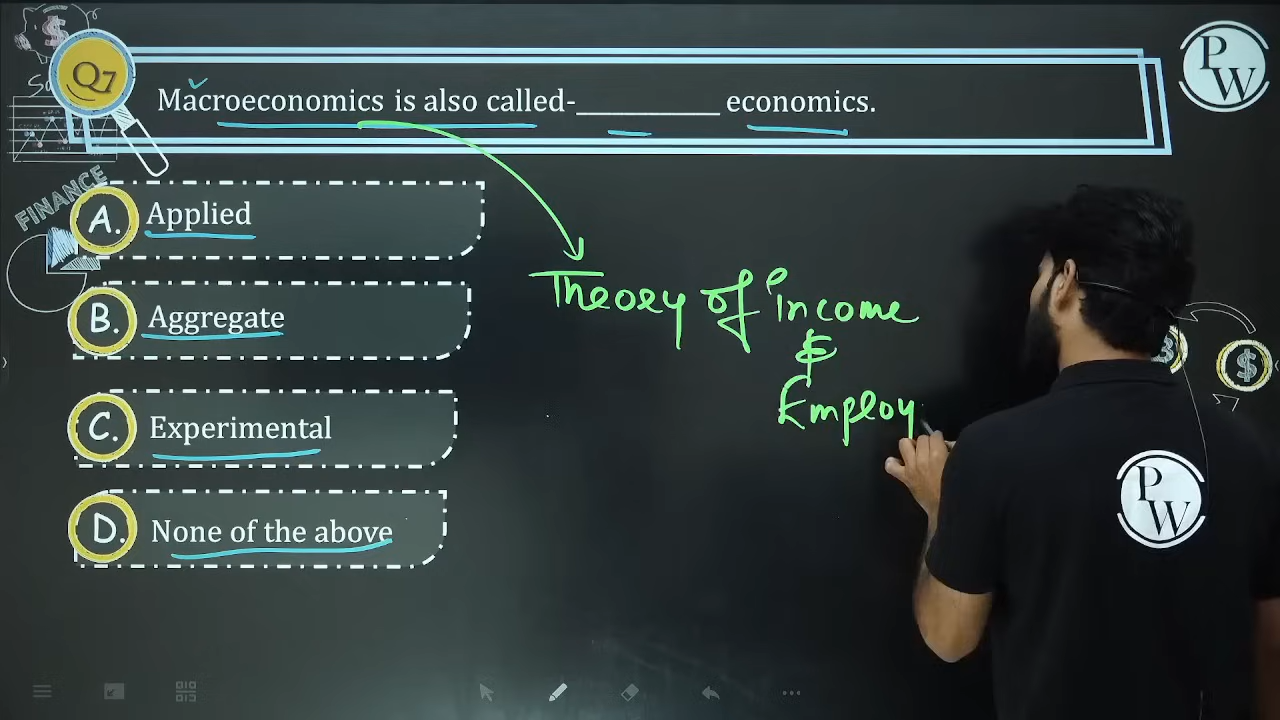 Q7
Macroeconomics is also called-__________ economics.
PW
FINANCE
A. Applied
B. Aggregate
C. Experimental
D. None of the above
Theory of Income
&
Employ
PW